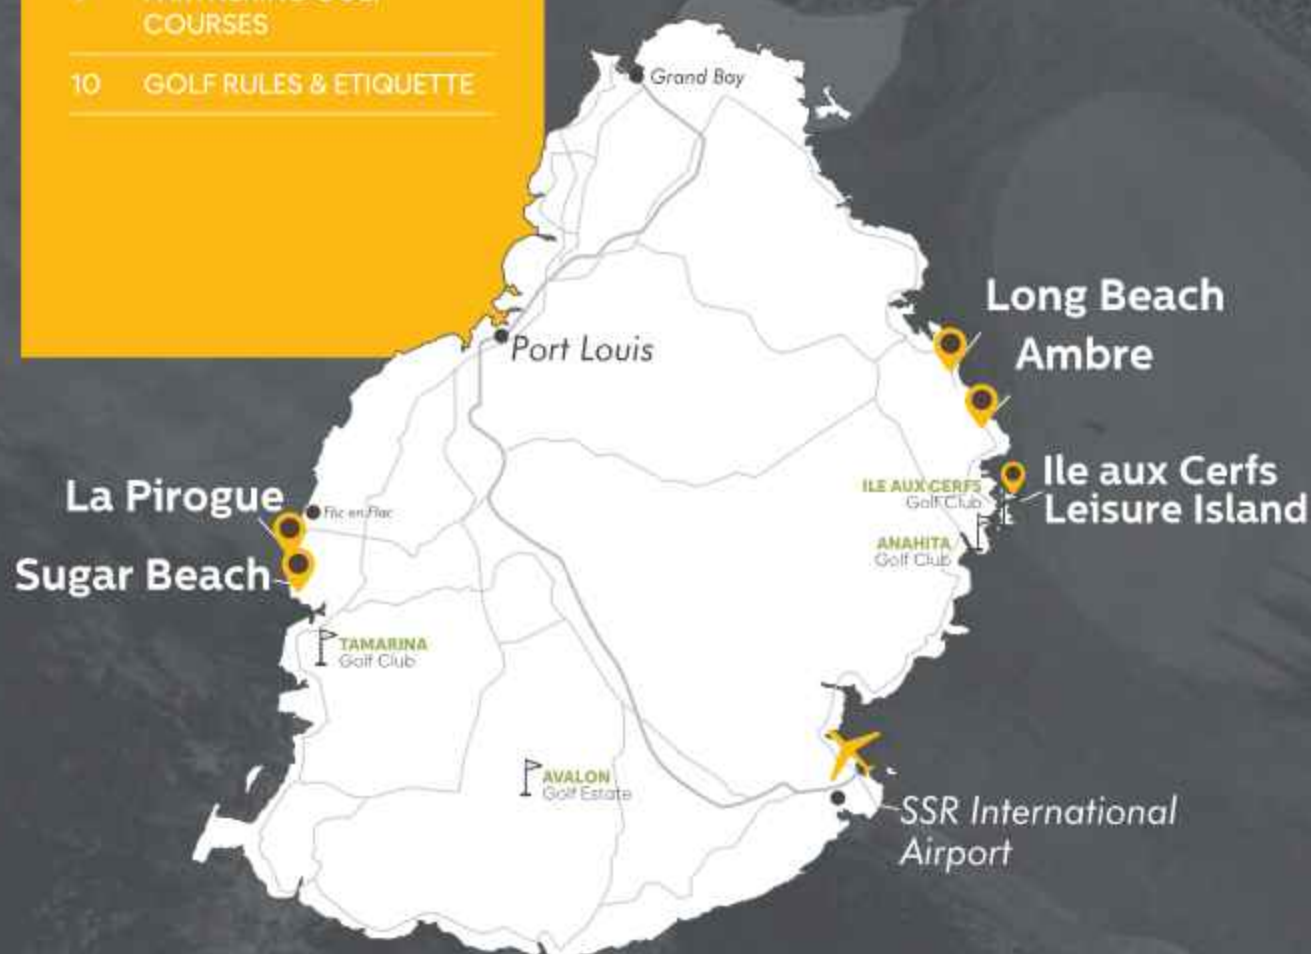 COURSES
10 GOLF RULES & ETIQUETTE
Grand Bay
Long Beach
Ambre
Port Louis
Ile aux Cerfs
Leisure Island
ILE AUX CERFS
Golf Club
La Pirogue
Flic en Flac
ANAHITA
Golf Club
Sugar Beach
TAMARINA
Golf Club
AVALON
Golf Estate
SSR International
Airport